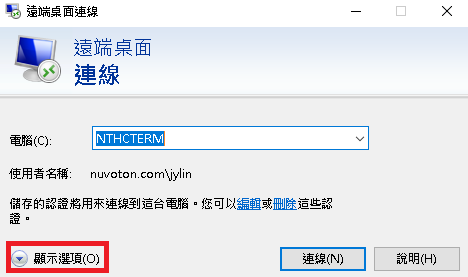 遠端桌面連線
遠端桌面
連線
電腦(C):
NTHCTERM
使用者名稱:
nuvoton.com\jylin
儲存的認證將用來連線到這台電腦。您可以編輯或刪除這些認
證。
顯示選項(O)
連線(N)
說明(H)